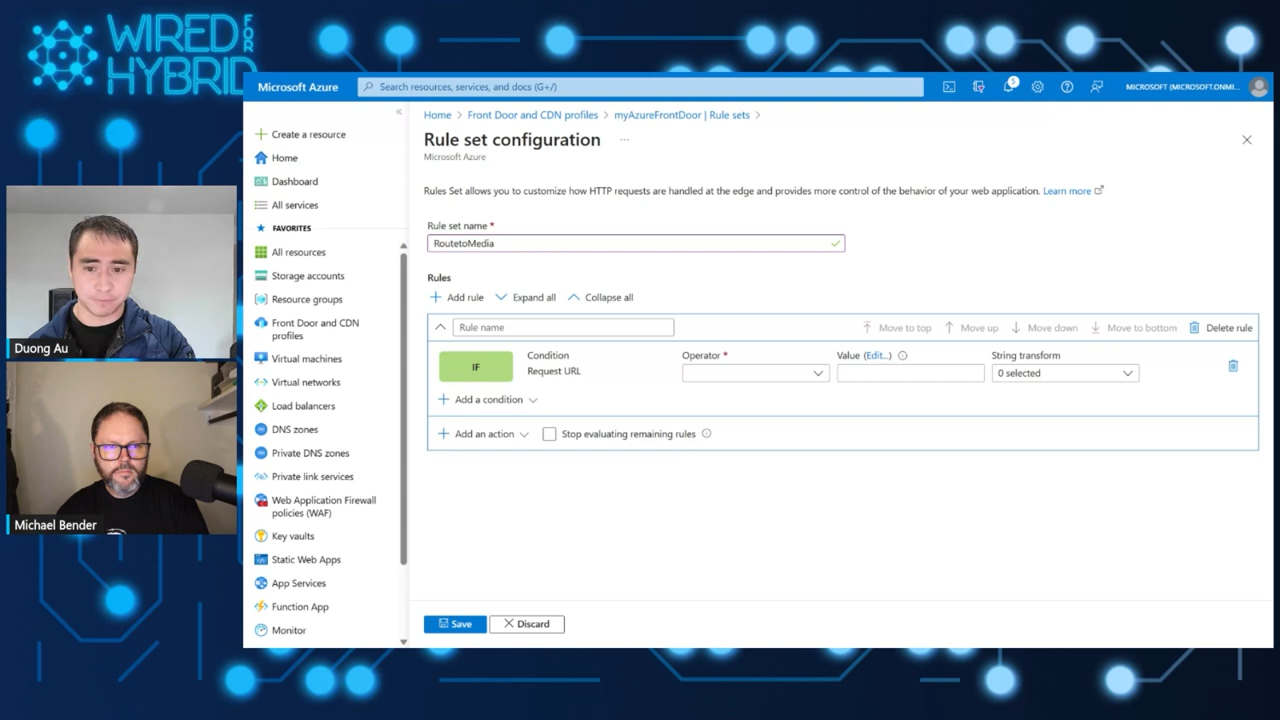 WIRED FOR
HYBRID
Microsoft Azure
Search resources, services, and docs (G+/)
5
MICROSOFT (MICROSOFT.ONMI...
Create a resource
Home
Dashboard
All services
FAVORITES
All resources
Storage accounts
Resource groups
Front Door and CDN
profiles
Virtual machines
Virtual networks
Load balancers
DNS zones
Private DNS zones
Private link services
Web Application Firewall
policies (WAF)
Key vaults
Static Web Apps
App Services
Function App
Monitor
Home > Front Door and CDN profiles > myAzureFrontDoor | Rule sets >
Rule set configuration ...
Microsoft Azure
Rules Set allows you to customize how HTTP requests are handled at the edge and provides more control of the behavior of your web application. Learn more
Rule set name *
RoutetoMedia
Rules
Add rule Expand all Collapse all
Rule name Move to top Move up Move down Move to bottom Delete rule
IF
Condition
Request URL
Operator *
Value (Edit...)
String transform
0 selected
Add a condition
Add an action Stop evaluating remaining rules
Save Discard
Duong Au
Michael Bender